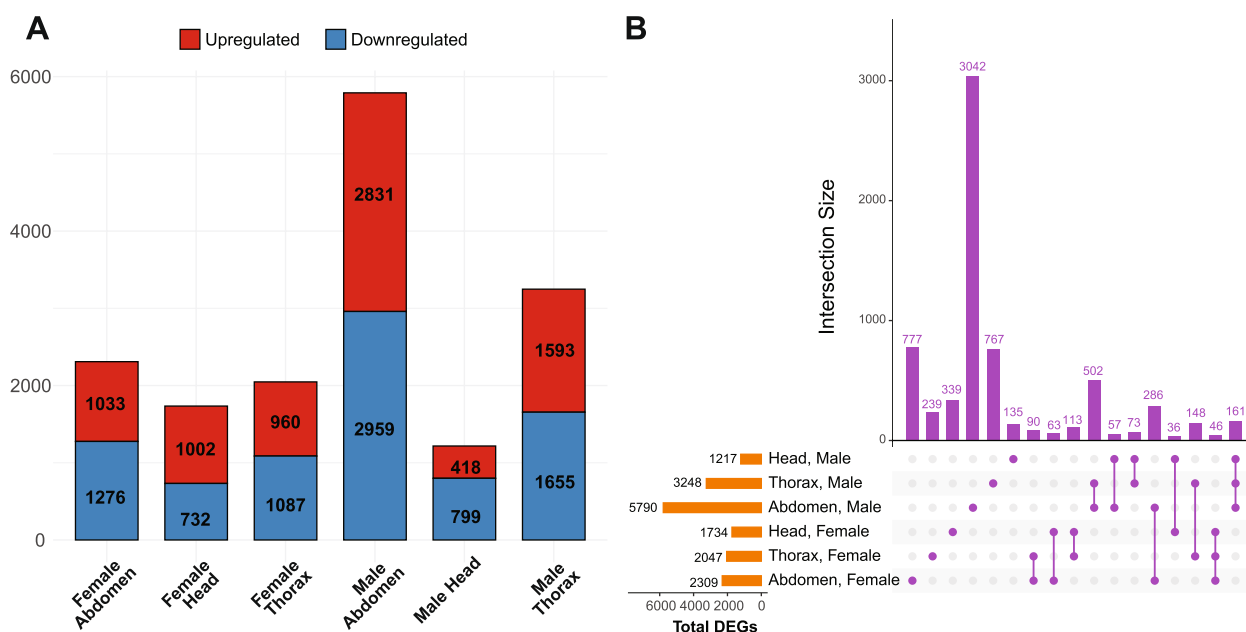 A
Upregulated
Downregulated
6000
4000
2000
0
1033
1276
1002
732
960
1087
2831
2959
418
799
1593
1655
Female
Abdomen
Female
Head
Female
Thorax
Male
Abdomen
Male Head
Male
Thorax
B
Intersection Size
3000
2000
1000
0
777
239
339
3042
767
135
90
63
113
502
57
73
286
36
148
46
161
1217 Head, Male
3248 Thorax, Male
5790 Abdomen, Male
1734 Head, Female
2047 Thorax, Female
2309 Abdomen, Female
6000 4000 2000 0
Total DEGs